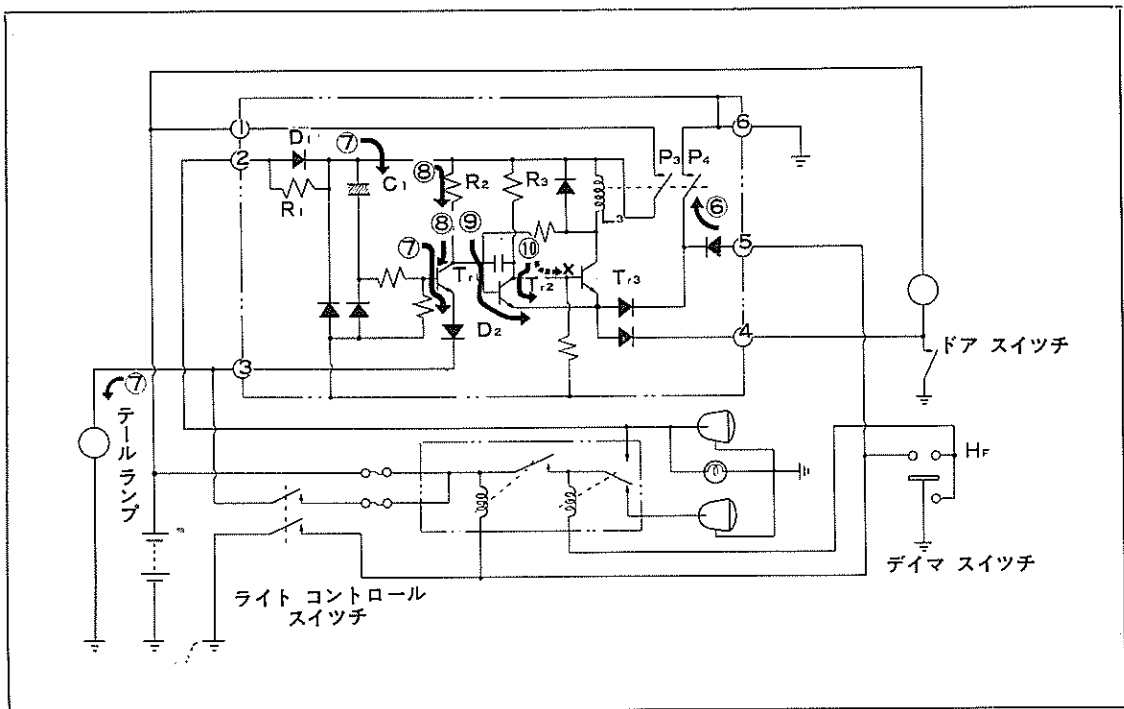 ①
②
D₁
R₁
⑦
C₁
⑧
R₂
R₃
P₃
P₄
⑥
⑥
⑤
⑦
⑧
⑨
⑩
Tr₁
Tr₂
Tr₃
L₃
D₂
④
③
⑦
テールランプ
ドア スイッチ
HF
デイマ スイッチ
ライト コントロール
スイッチ